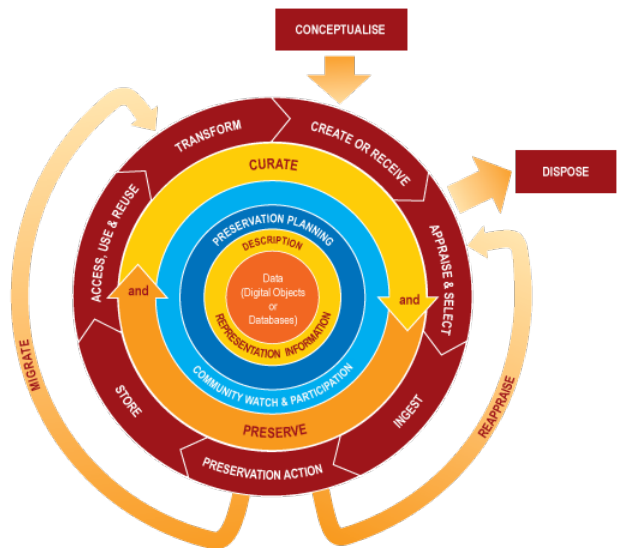 CONCEPTUALISE
CREATE OR RECEIVE
DISPOSE
APPRAISE & SELECT
INGEST
PRESERVATION ACTION
STORE
ACCESS, USE & REUSE
TRANSFORM
MIGRATE
REAPPRAISE
CURATE
and
PRESERVE
and
COMMUNITY WATCH & PARTICIPATION
PRESERVATION PLANNING
DESCRIPTION
REPRESENTATION INFORMATION
Data
(Digital Objects
or
Databases)